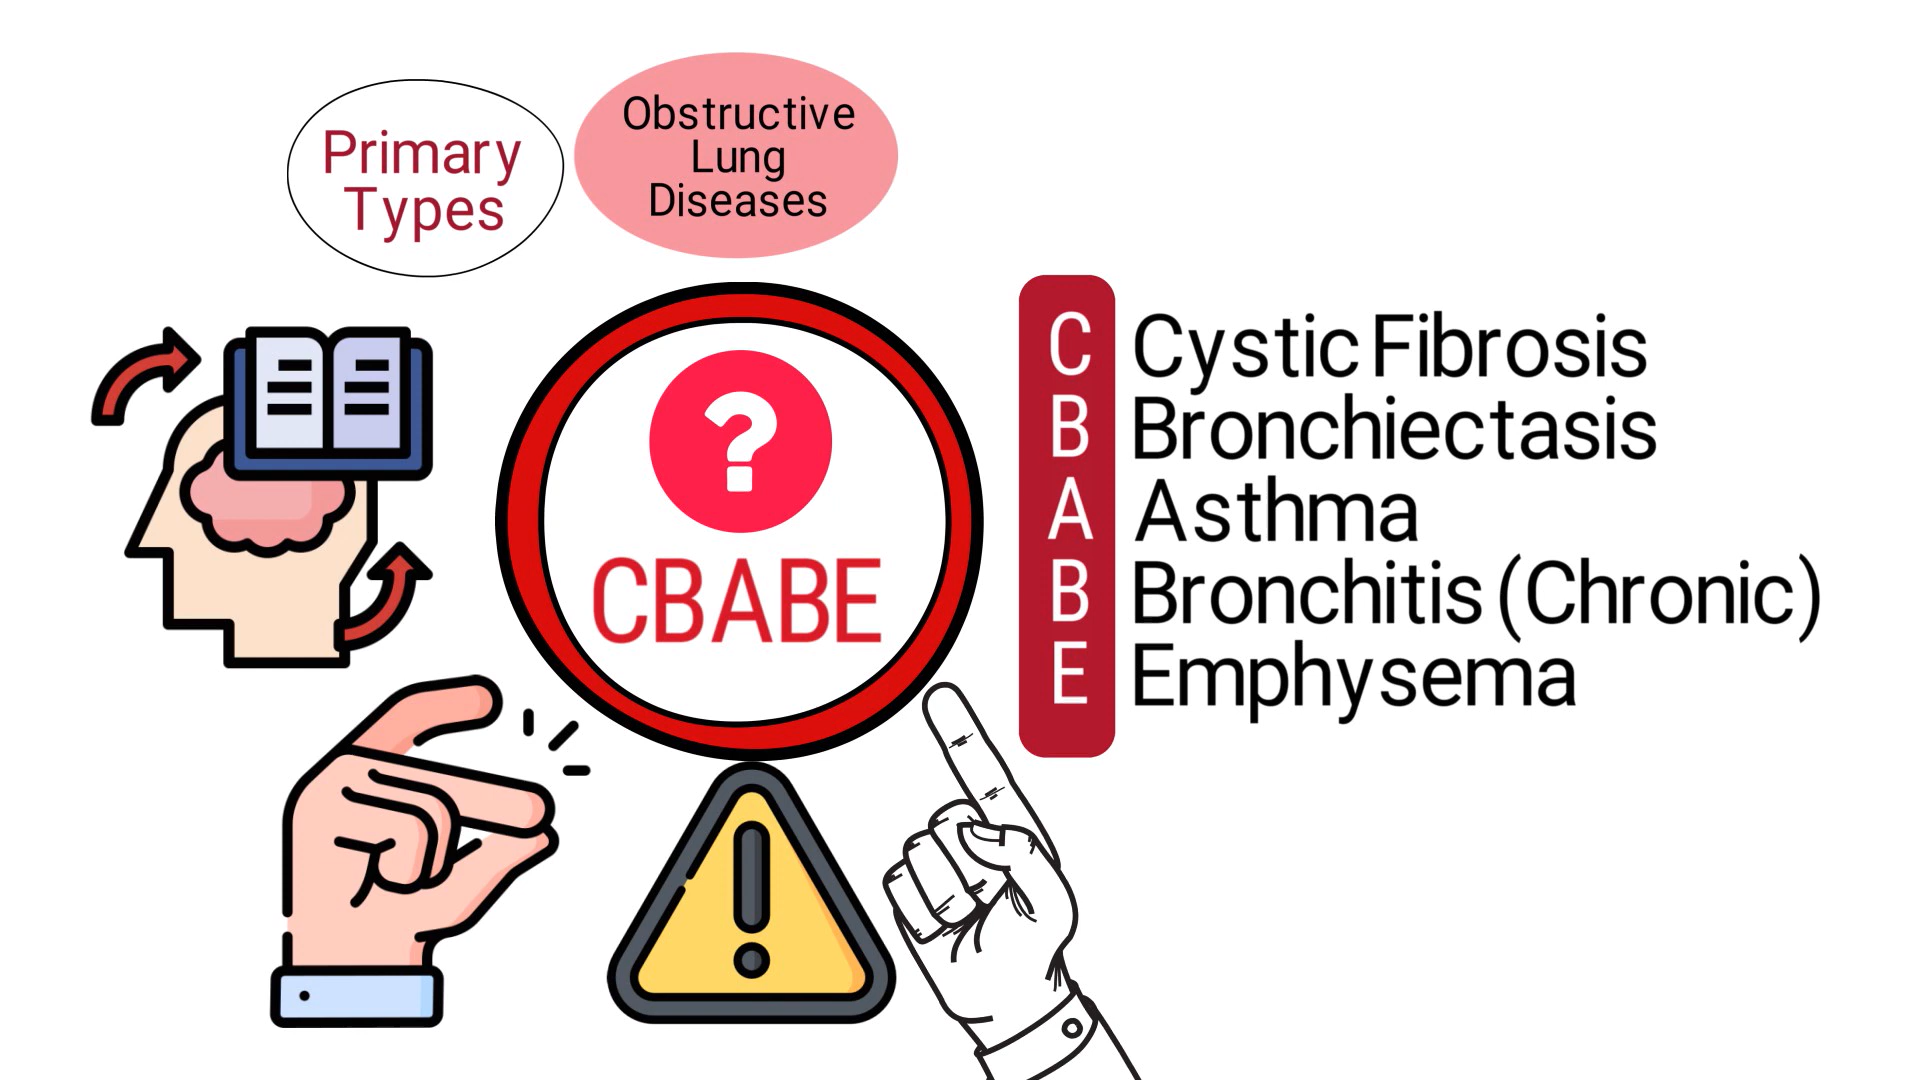 Primary
Types
Obstructive
Lung
Diseases
?
CBABE
C Cystic Fibrosis
B Bronchiectasis
A Asthma
B Bronchitis (Chronic)
E Emphysema